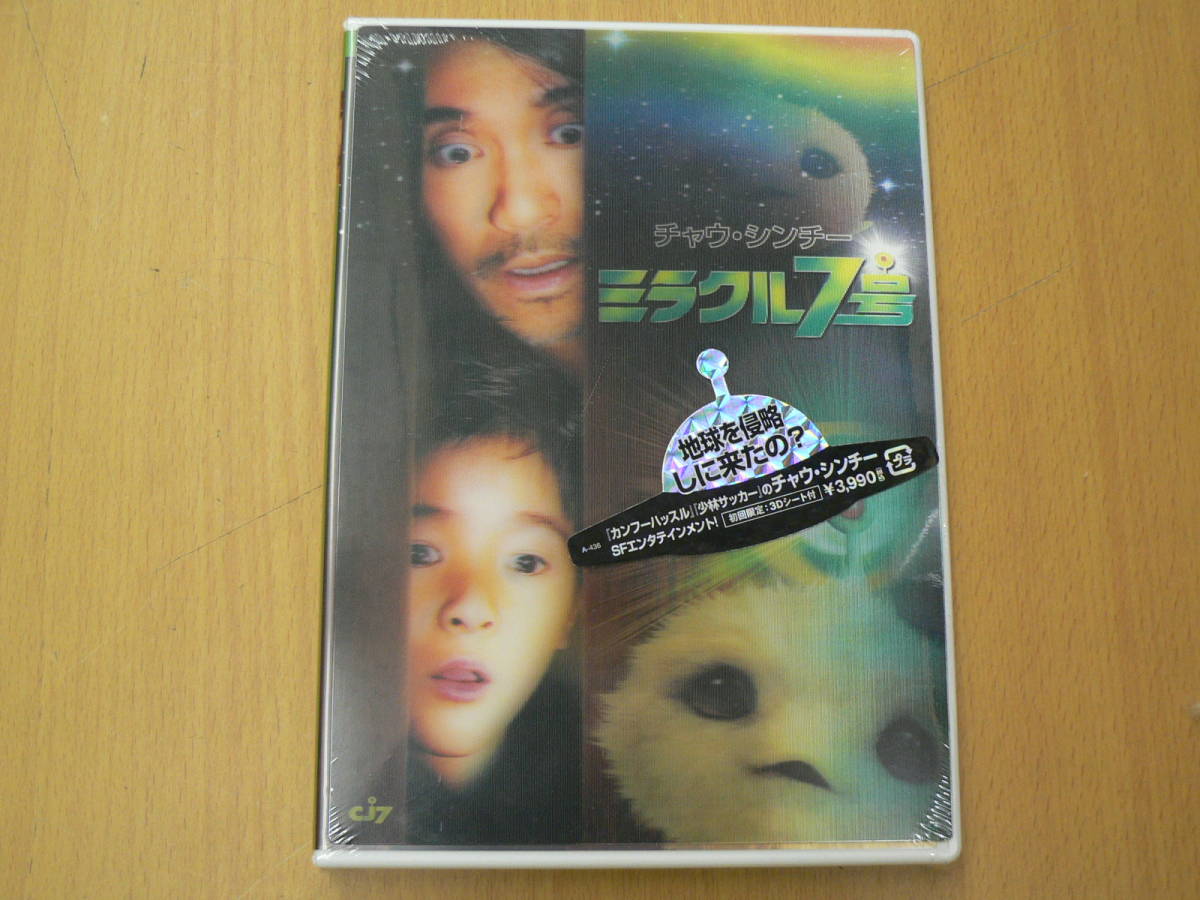 チャウ・シンチー
ミラクル7号
地球を侵略
しに来たの?
『カンフーハッスル』『少林サッカー』のチャウ・シンチー
SFエンタテインメント!
初回限定:3Dシート付
¥3,990
プラ
A-436
CJ7